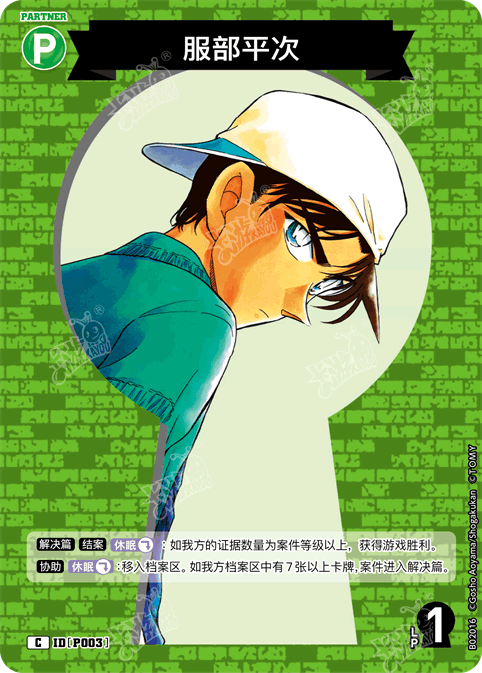 PARTNER
P
服部平次
解决篇 结案 休眠 ：如我方的证据数量为案件等级以上，获得游戏胜利。
协助 休眠 ：移入档案区。如我方档案区中有7张以上卡牌，案件进入解决篇。
C ID[P003]
LP 1
B02016 ©Gosho Aoyama/Shogakukan ©TOMY